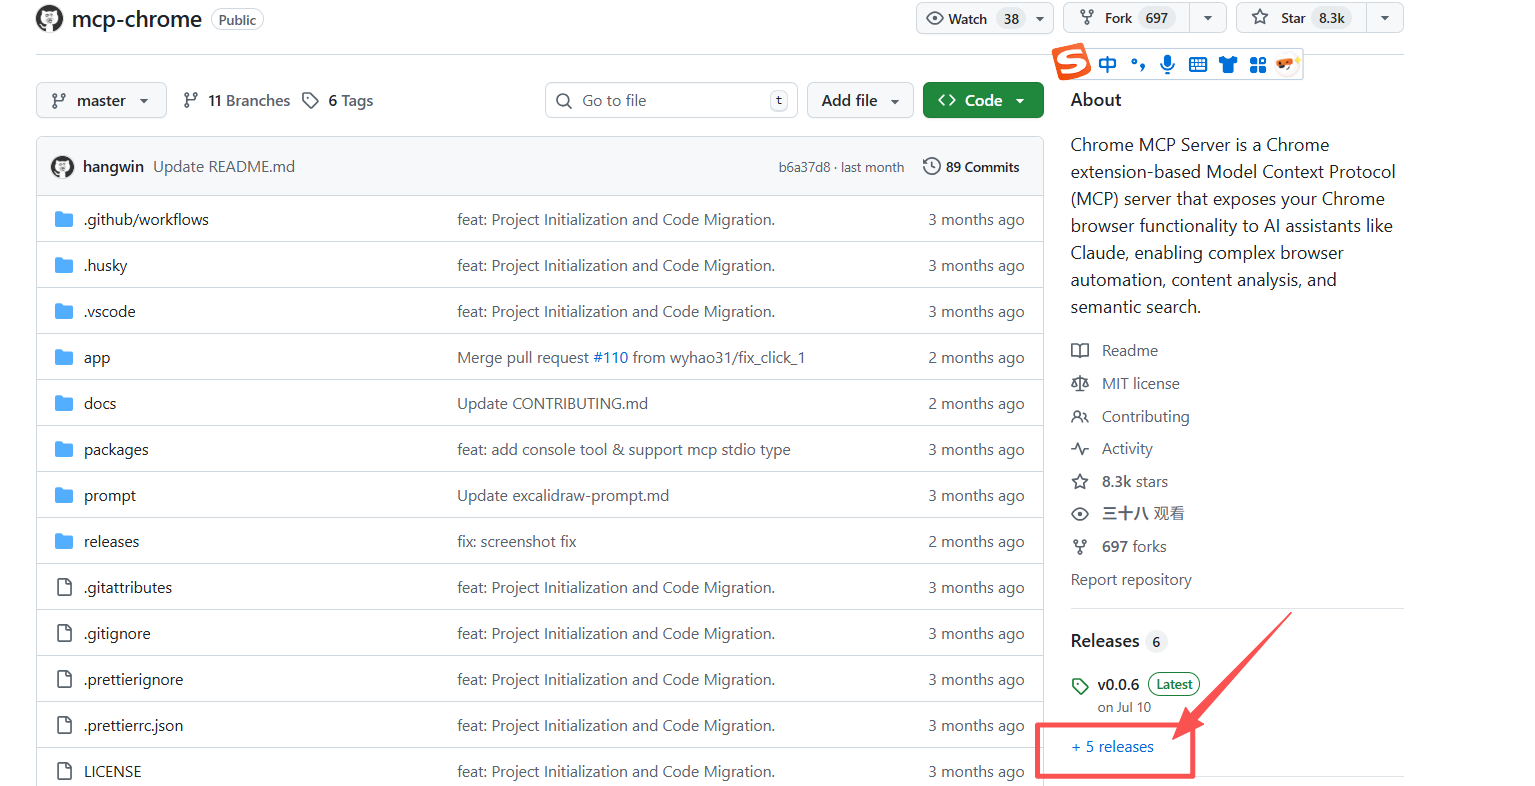 mcp-chrome Public
Watch 38
Fork 697
Star 8.3k
中
master
11 Branches
6 Tags
Go to file t
Add file
Code
hangwin Update README.md b6a37d8 · last month 89 Commits
.github/workflows feat: Project Initialization and Code Migration. 3 months ago
.husky feat: Project Initialization and Code Migration. 3 months ago
.vscode feat: Project Initialization and Code Migration. 3 months ago
app Merge pull request #110 from wyhao31/fix_click_1 2 months ago
docs Update CONTRIBUTING.md 2 months ago
packages feat: add console tool & support mcp stdio type 3 months ago
prompt Update excalidraw-prompt.md 3 months ago
releases fix: screenshot fix 2 months ago
.gitattributes feat: Project Initialization and Code Migration. 3 months ago
.gitignore feat: Project Initialization and Code Migration. 3 months ago
.prettierignore feat: Project Initialization and Code Migration. 3 months ago
.prettierrc.json feat: Project Initialization and Code Migration. 3 months ago
LICENSE feat: Project Initialization and Code Migration. 3 months ago
About
Chrome MCP Server is a Chrome
extension-based Model Context Protocol
(MCP) server that exposes your Chrome
browser functionality to AI assistants like
Claude, enabling complex browser
automation, content analysis, and
semantic search.
Readme
MIT license
Contributing
Activity
8.3k stars
三十八 观看
697 forks
Report repository
Releases 6
v0.0.6 Latest
on Jul 10
+ 5 releases